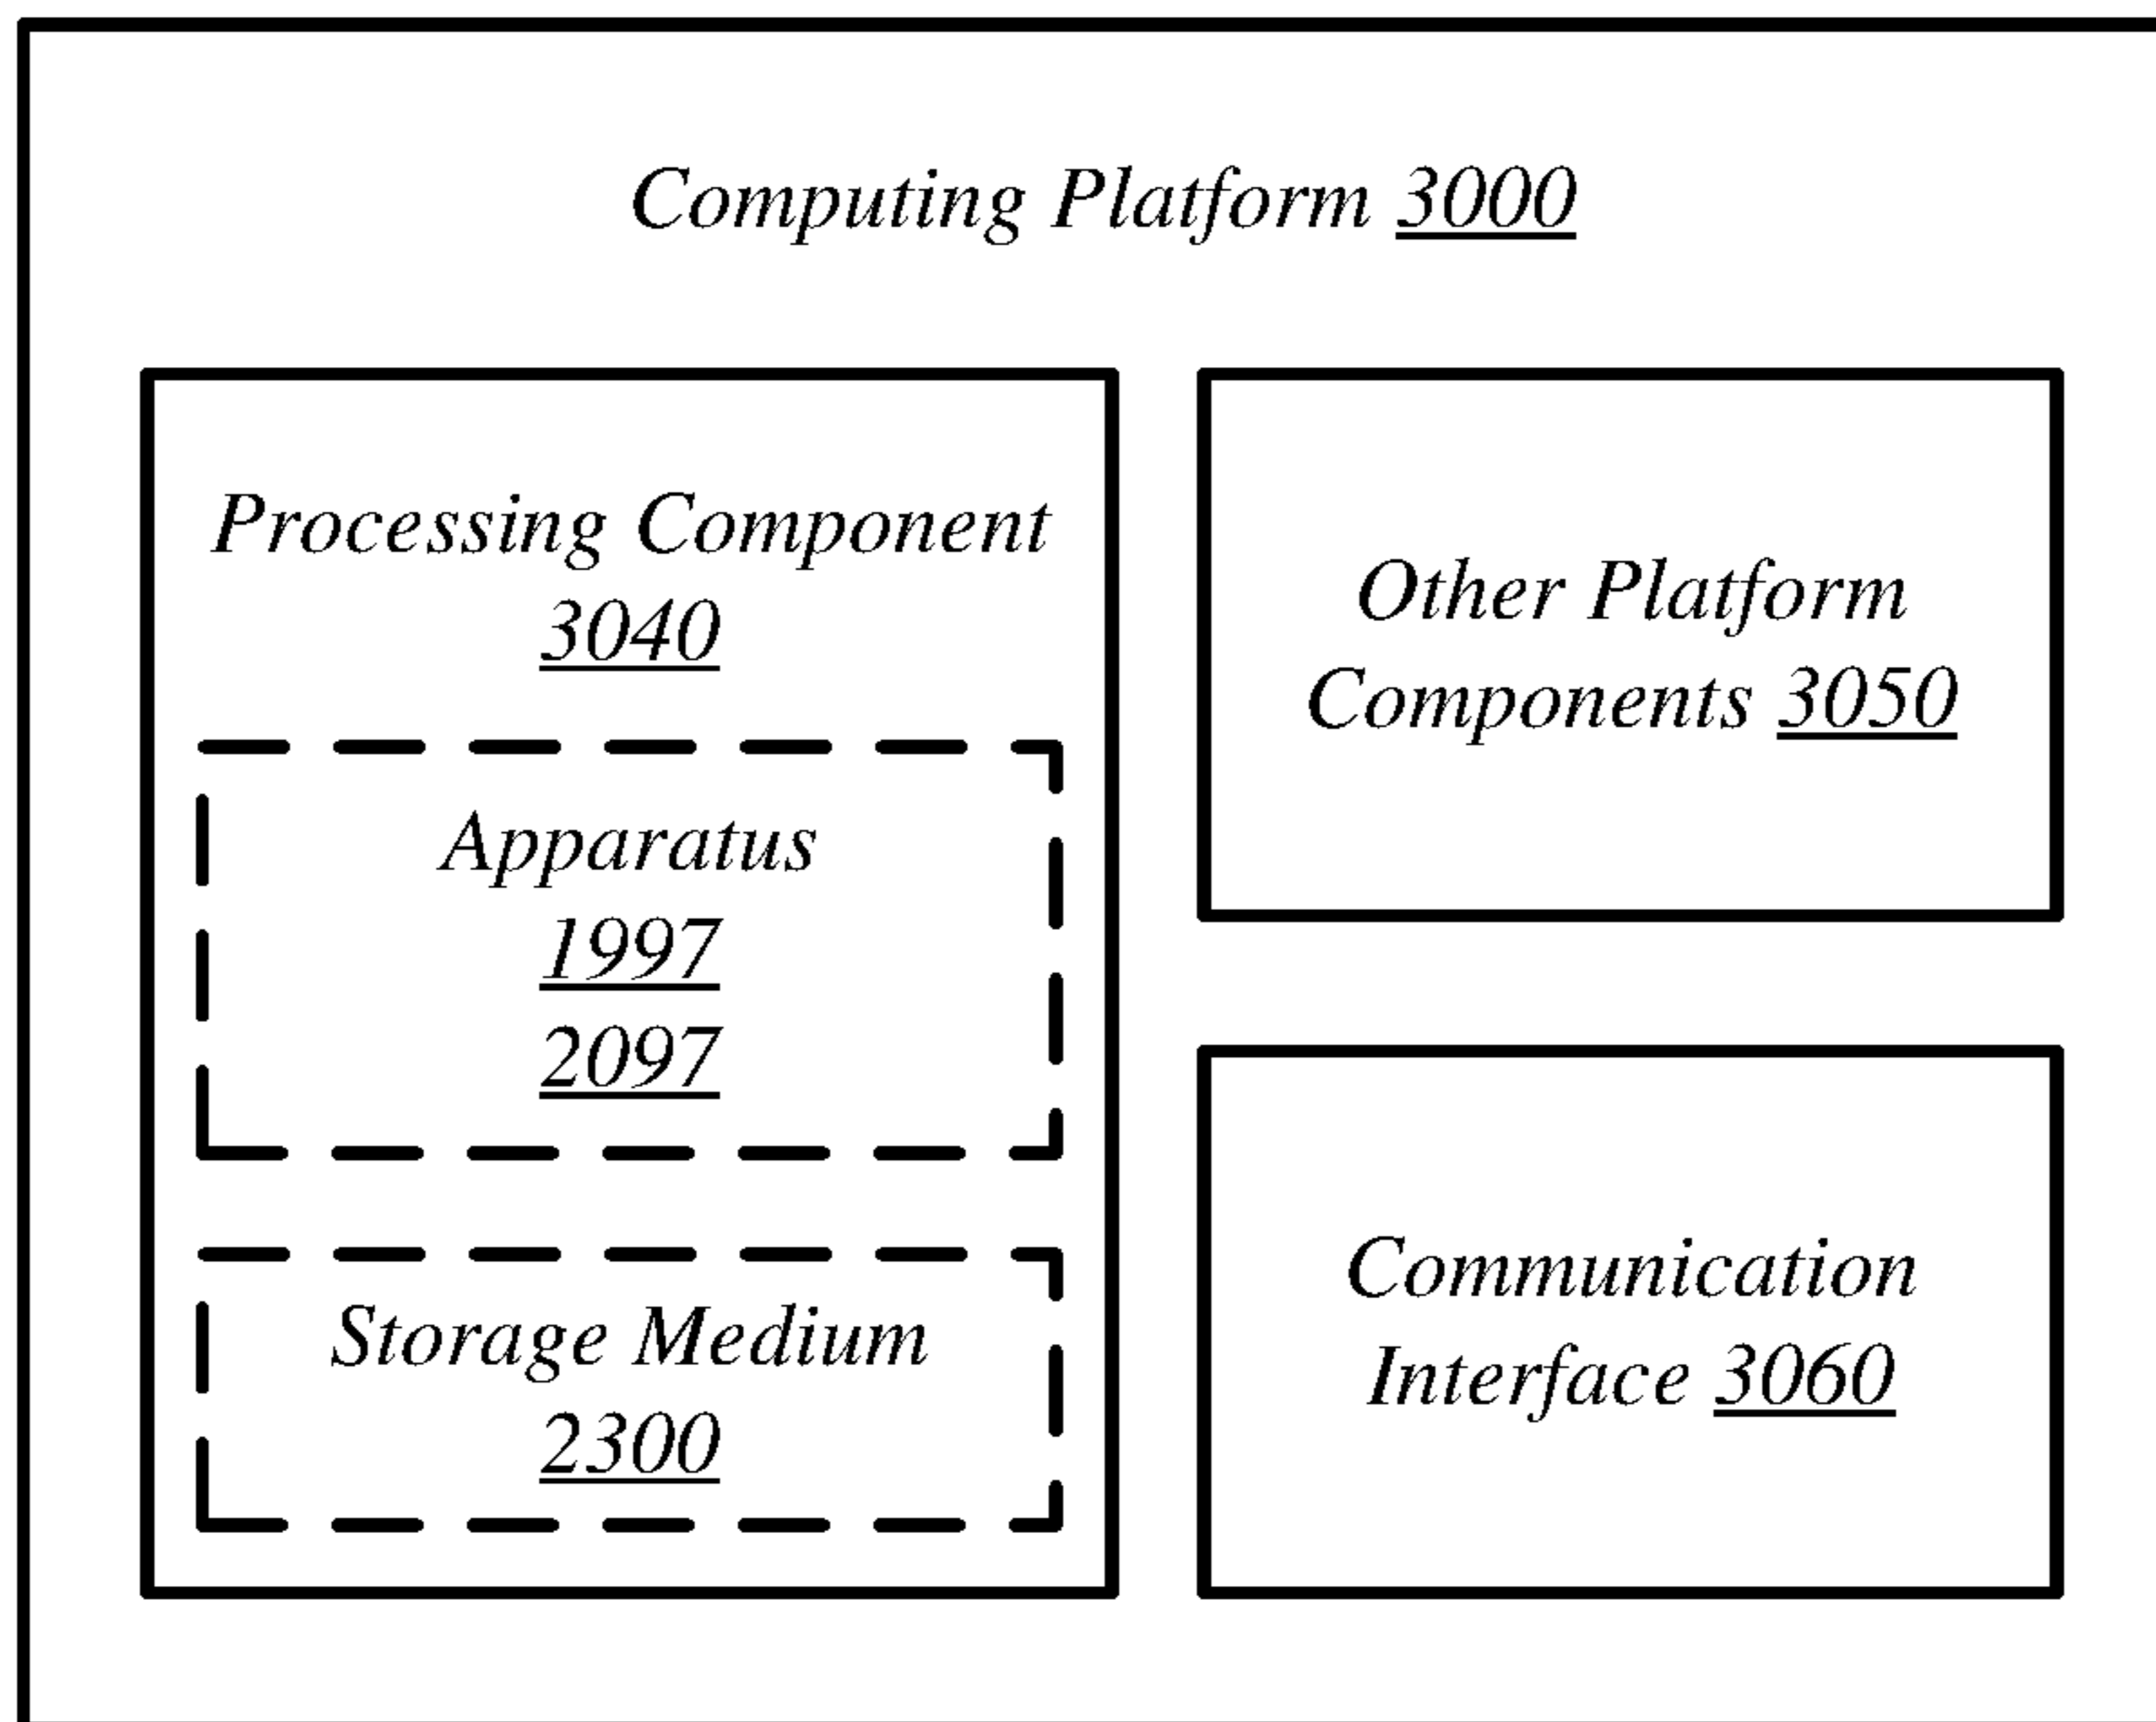 Computing Platform 3000
Processing Component
3040
Apparatus
1997
2097
Storage Medium
2300
Other Platform
Components 3050
Communication
Interface 3060